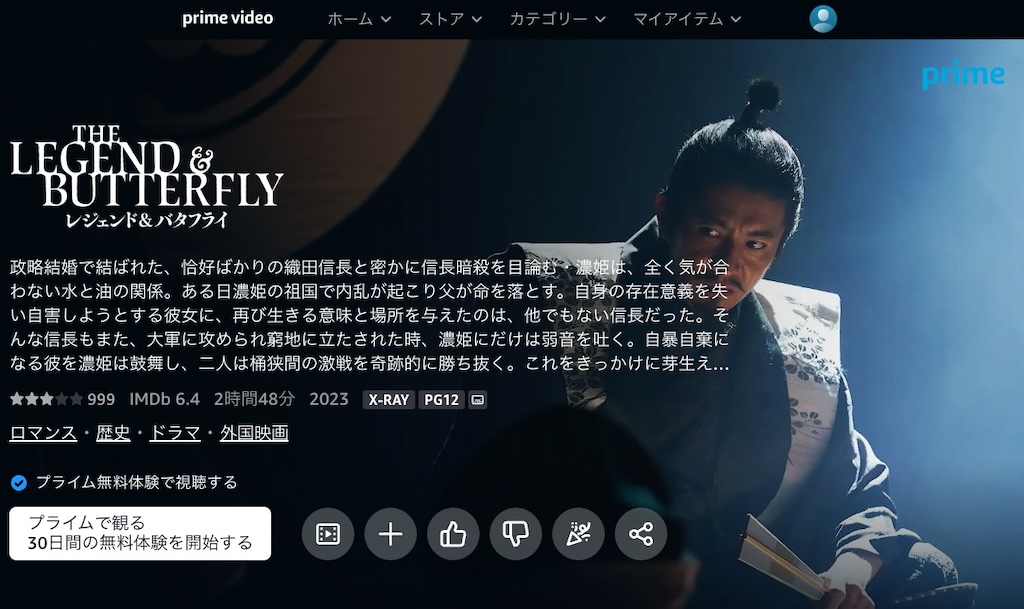 prime video
ホーム
ストア
カテゴリー
マイアイテム
prime
THE
LEGEND &
BUTTERFLY
レジェンド&バタフライ
政略結婚で結ばれた、恰好ばかりの織田信長と密かに信長暗殺を目論む・濃姫は、全く気が合
わない水と油の関係。ある日濃姫の祖国で内乱が起こり父が命を落とす。自身の存在意義を失
い自害しようとする彼女に、再び生きる意味と場所を与えたのは、他でもない信長だった。そ
んな信長もまた、大軍に攻められ窮地に立たされた時、濃姫にだけは弱音を吐く。自暴自棄に
なる彼を濃姫は鼓舞し、二人は桶狭間の激戦を奇跡的に勝ち抜く。これをきっかけに芽生え…
999 IMDb 6.4 2時間48分 2023 X-RAY PG12
ロマンス・歴史・ドラマ・外国映画
プライム無料体験で視聴する
プライムで観る
30日間の無料体験を開始する